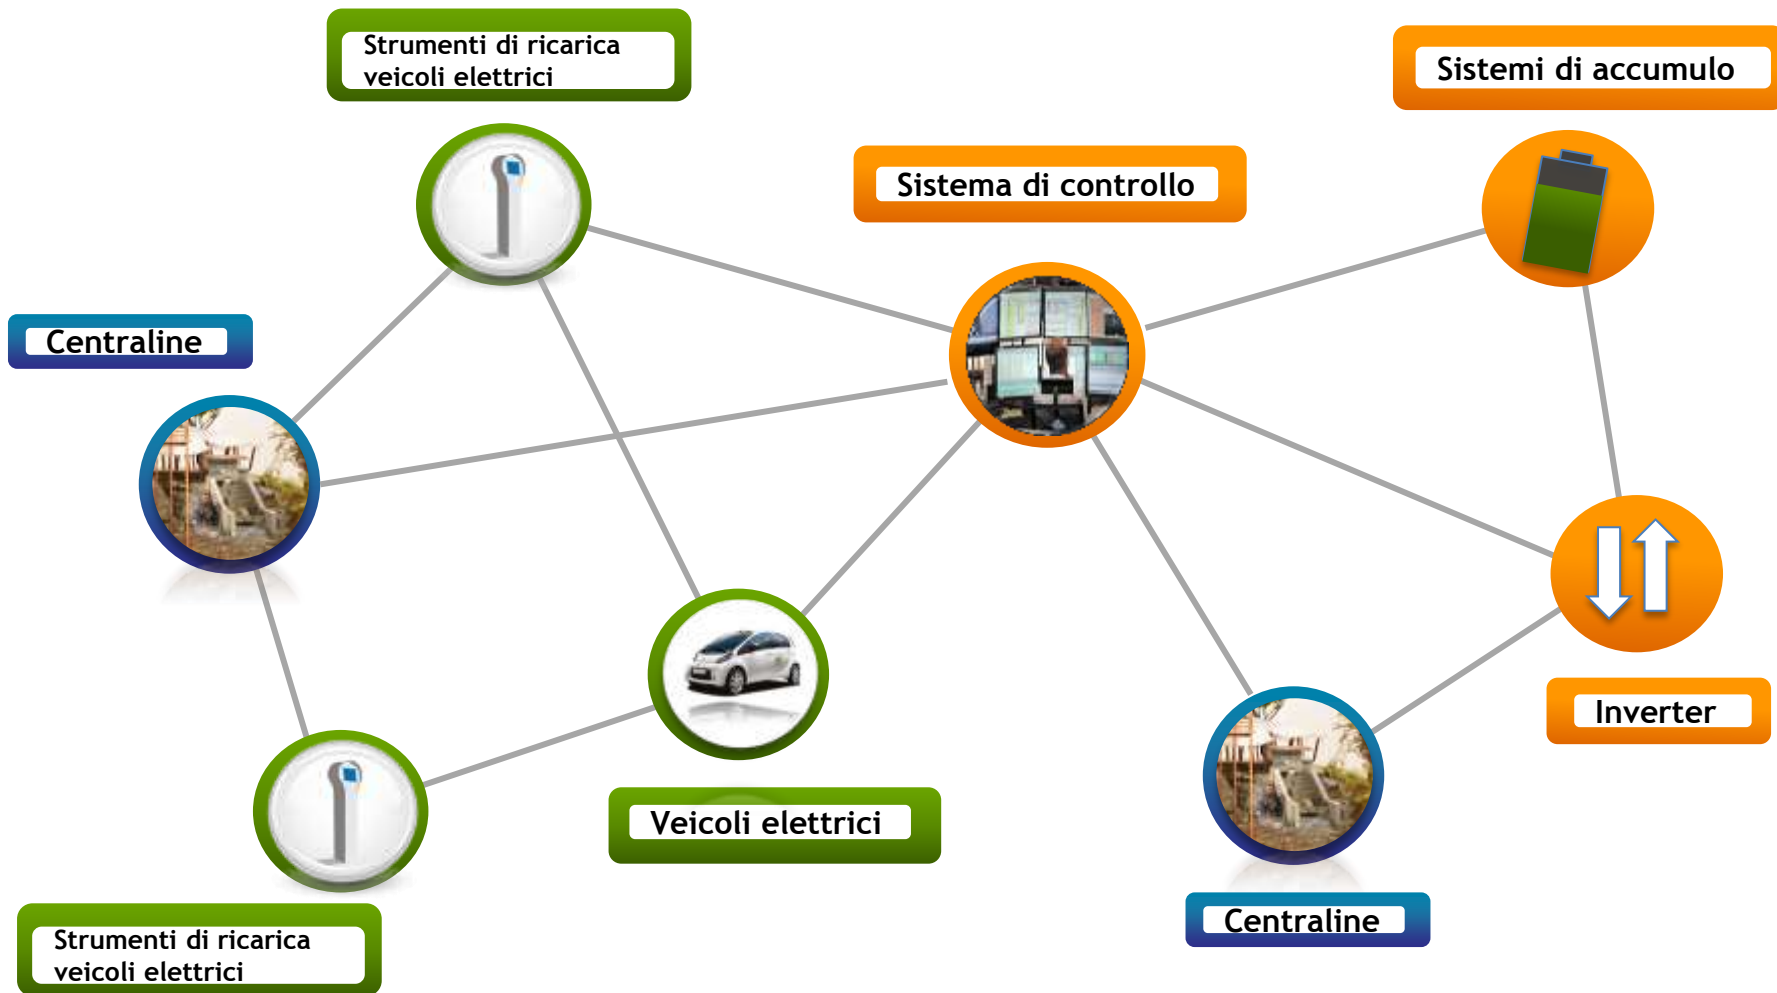 Strumenti di ricarica
veicoli elettrici
Sistemi di accumulo
Sistema di controllo
Centraline
Inverter
Veicoli elettrici
Centraline
Strumenti di ricarica
veicoli elettrici